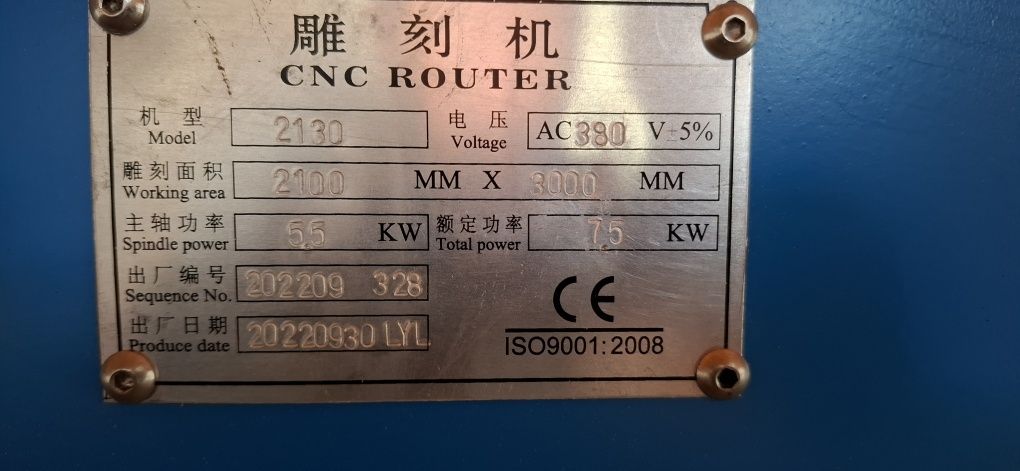 雕刻机
CNC ROUTER
机型 2130 电压 AC380 V±5%
Model Voltage
雕刻面积 2100 MM X 3000 MM
Working area
主轴功率 5.5 KW 额定功率 7.5 KW
Spindle power Total power
出厂编号 202209 328
Sequence No.
出厂日期 20220930 LYL
Produce date
CE
ISO9001:2008